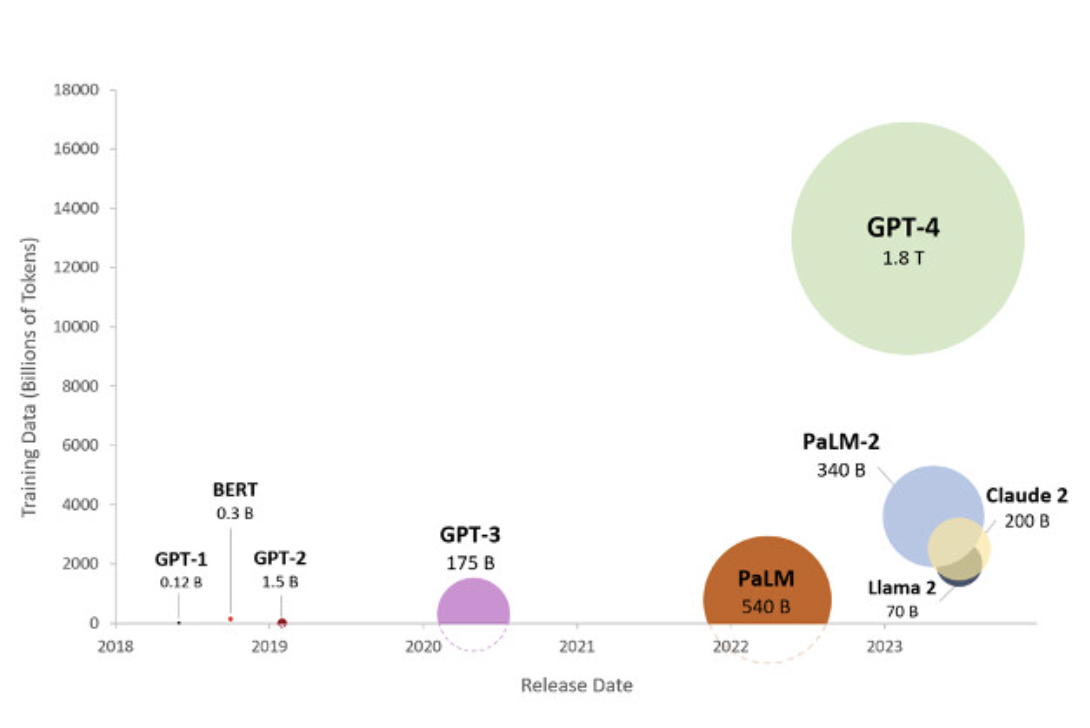 18000
16000
14000
12000
10000
8000
6000
4000
2000
0
Training Data (Billions of Tokens)
GPT-4
1.8 T
PaLM-2
340 B
BERT
0.3 B
Claude 2
200 B
GPT-3
175 B
GPT-1
0.12 B
GPT-2
1.5 B
PaLM
540 B
Llama 2
70 B
2018
2019
2020
2021
2022
2023
Release Date